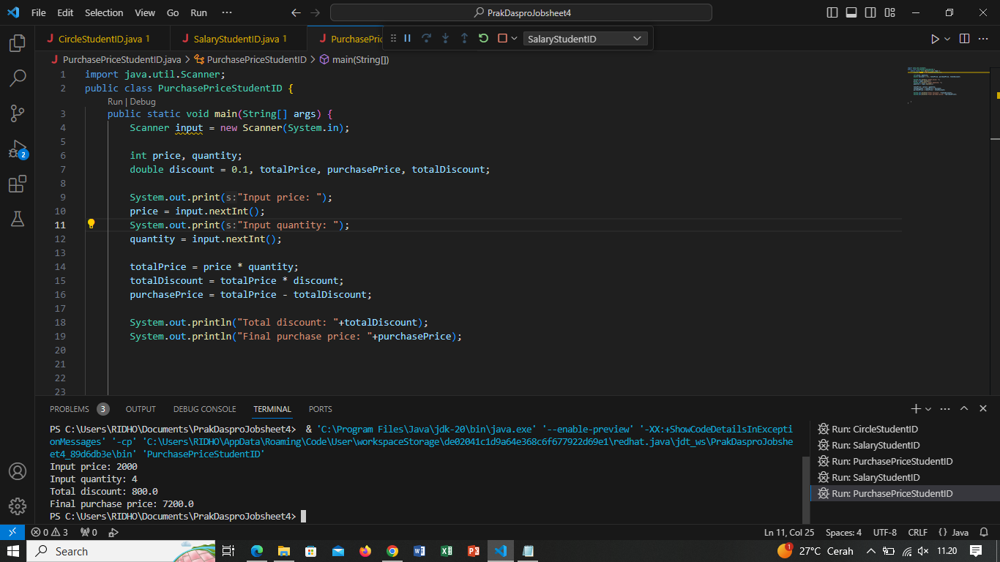 File Edit Selection View Go Run ··· PrakDasproJobsheet4
CircleStudentID.java 1 SalaryStudentID.java 1 PurchasePric SalaryStudentID
PurchasePriceStudentID.java > PurchasePriceStudentID > main(String[])
1 import java.util.Scanner;
2 public class PurchasePriceStudentID {
Run | Debug
3 public static void main(String[] args) {
4 Scanner input = new Scanner(System.in);
5
6 int price, quantity;
7 double discount = 0.1, totalPrice, purchasePrice, totalDiscount;
8
9 System.out.print(s:"Input price: ");
10 price = input.nextInt();
11 System.out.print(s:"Input quantity: ");
12 quantity = input.nextInt();
13
14 totalPrice = price * quantity;
15 totalDiscount = totalPrice * discount;
16 purchasePrice = totalPrice - totalDiscount;
17
18 System.out.println("Total discount: "+totalDiscount);
19 System.out.println("Final purchase price: "+purchasePrice);
20
21
22
23
PROBLEMS 3 OUTPUT DEBUG CONSOLE TERMINAL PORTS
PS C:\Users\RIDHO\Documents\PrakDasproJobsheet4> & 'C:\Program Files\Java\jdk-20\bin\java.exe' '--enable-preview' '-XX:+ShowCodeDetailsInExcepti
onMessages' '-cp' 'C:\Users\RIDHO\AppData\Roaming\Code\User\workspaceStorage\de02041c1d9a64e368c6f677922d69e1\redhat.java\jdt_ws\PrakDasproJobshe
et4_89d6db3e\bin' 'PurchasePriceStudentID'
Input price: 2000
Input quantity: 4
Total discount: 800.0
Final purchase price: 7200.0
PS C:\Users\RIDHO\Documents\PrakDasproJobsheet4>
Run: CircleStudentID
Run: SalaryStudentID
Run: PurchasePriceStudentID
Run: SalaryStudentID
Run: PurchasePriceStudentID
2
0 3 0 Ln 11, Col 25 Spaces: 4 UTF-8 CRLF {} Java
Search 1 27°C Cerah 11.20